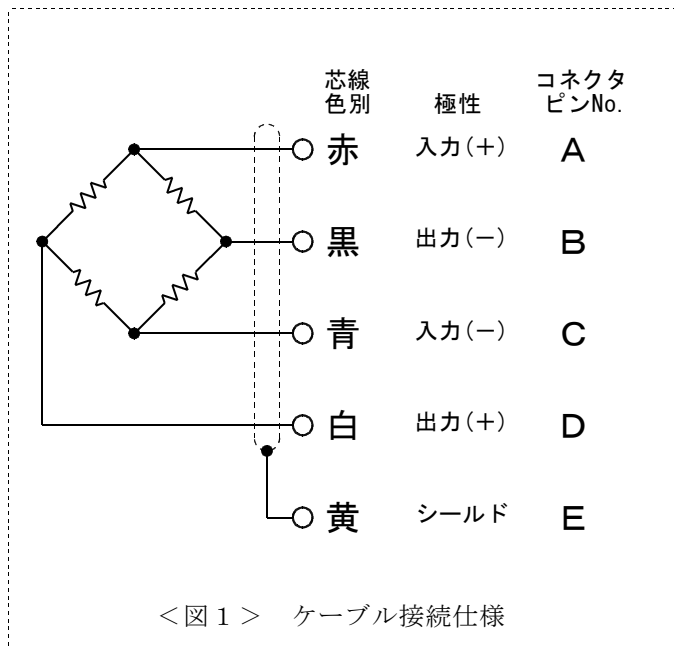 芯線 コネクタ
色別 極性 ピンNo.
赤 入力(+) A
黒 出力(-) B
青 入力(-) C
白 出力(+) D
黄 シールド E
<図1> ケーブル接続仕様